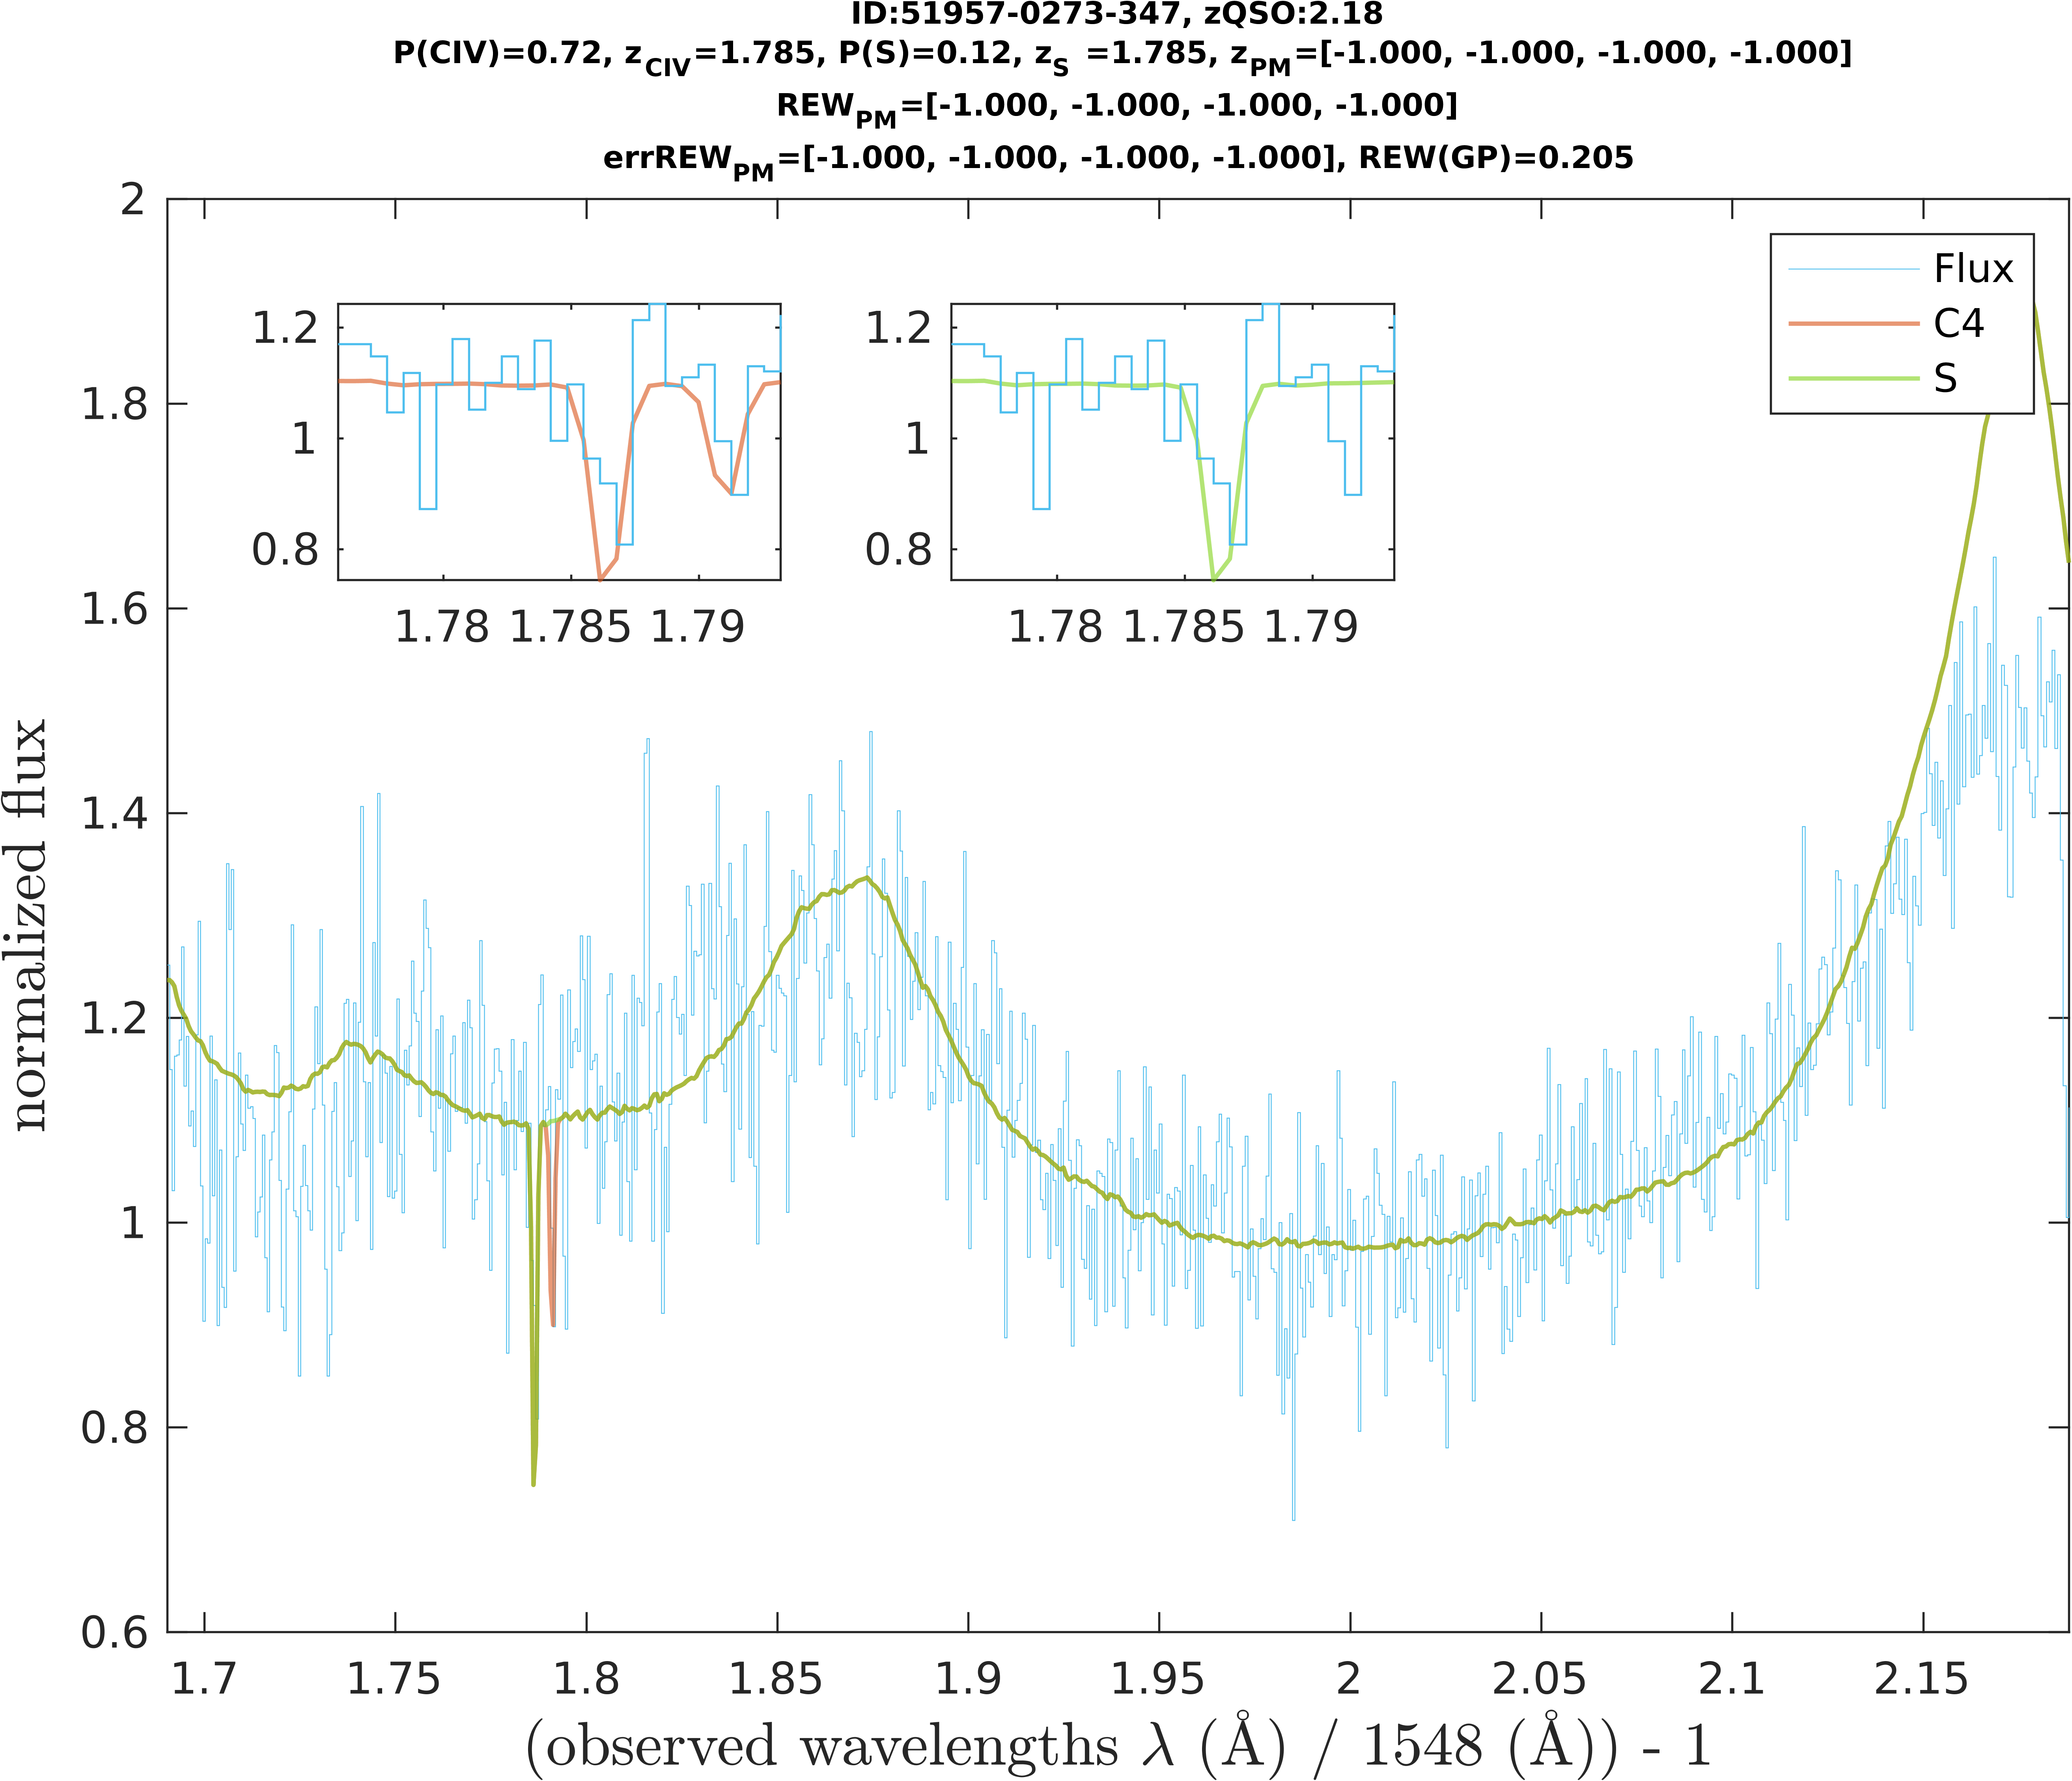 ID:51957-0273-347, zQSO:2.18
P(CIV)=0.72, zCIV=1.785, P(S)=0.12, zS =1.785, zPM=[-1.000, -1.000, -1.000, -1.000]
REWPM=[-1.000, -1.000, -1.000, -1.000]
errREWPM=[-1.000, -1.000, -1.000, -1.000], REW(GP)=0.205
2
1.8
1.6
1.4
1.2
1
0.8
0.6
normalized flux
1.2
1
0.8
1.78 1.785 1.79
1.2
1
0.8
1.78 1.785 1.79
Flux
C4
S
1.7 1.75 1.8 1.85 1.9 1.95 2 2.05 2.1 2.15
(observed wavelengths λ (Å) / 1548 (Å)) - 1